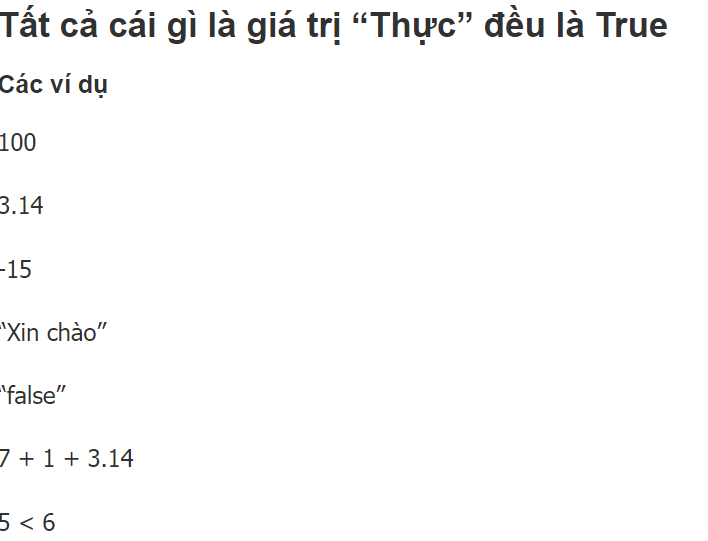 Tất cả cái gì là giá trị “Thực” đều là True
Các ví dụ
100
3.14
-15
“Xin chào”
“false”
7 + 1 + 3.14
5 < 6